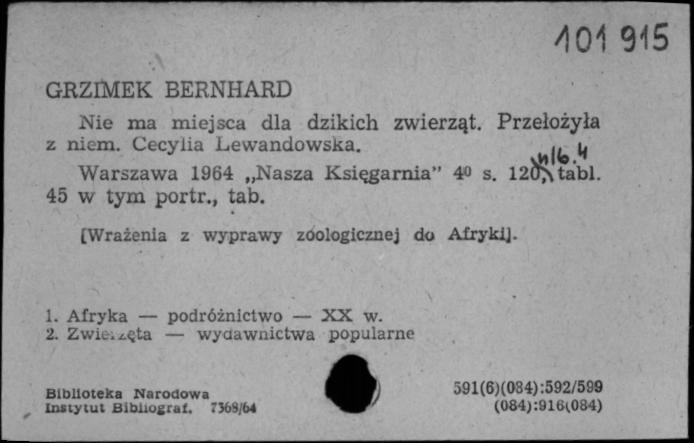 101 915
GRZIMEK BERNHARD
Nie ma miejsca dla dzikich zwierząt. Przełożyła
z niem. Cecylia Lewandowska.
nlb. 4
Warszawa 1964 „Nasza Księgarnia” 4⁰ s. 120, tabl.
45 w tym portr., tab.
[Wrażenia z wyprawy zoologicznej do Afryki].
1. Afryka — podróżnictwo — XX w.
2. Zwierzęta — wydawnictwa popularne
Biblioteka Narodowa
Instytut Bibliograf. 7368/64
591(6)(084):592/599
(084):916(084)